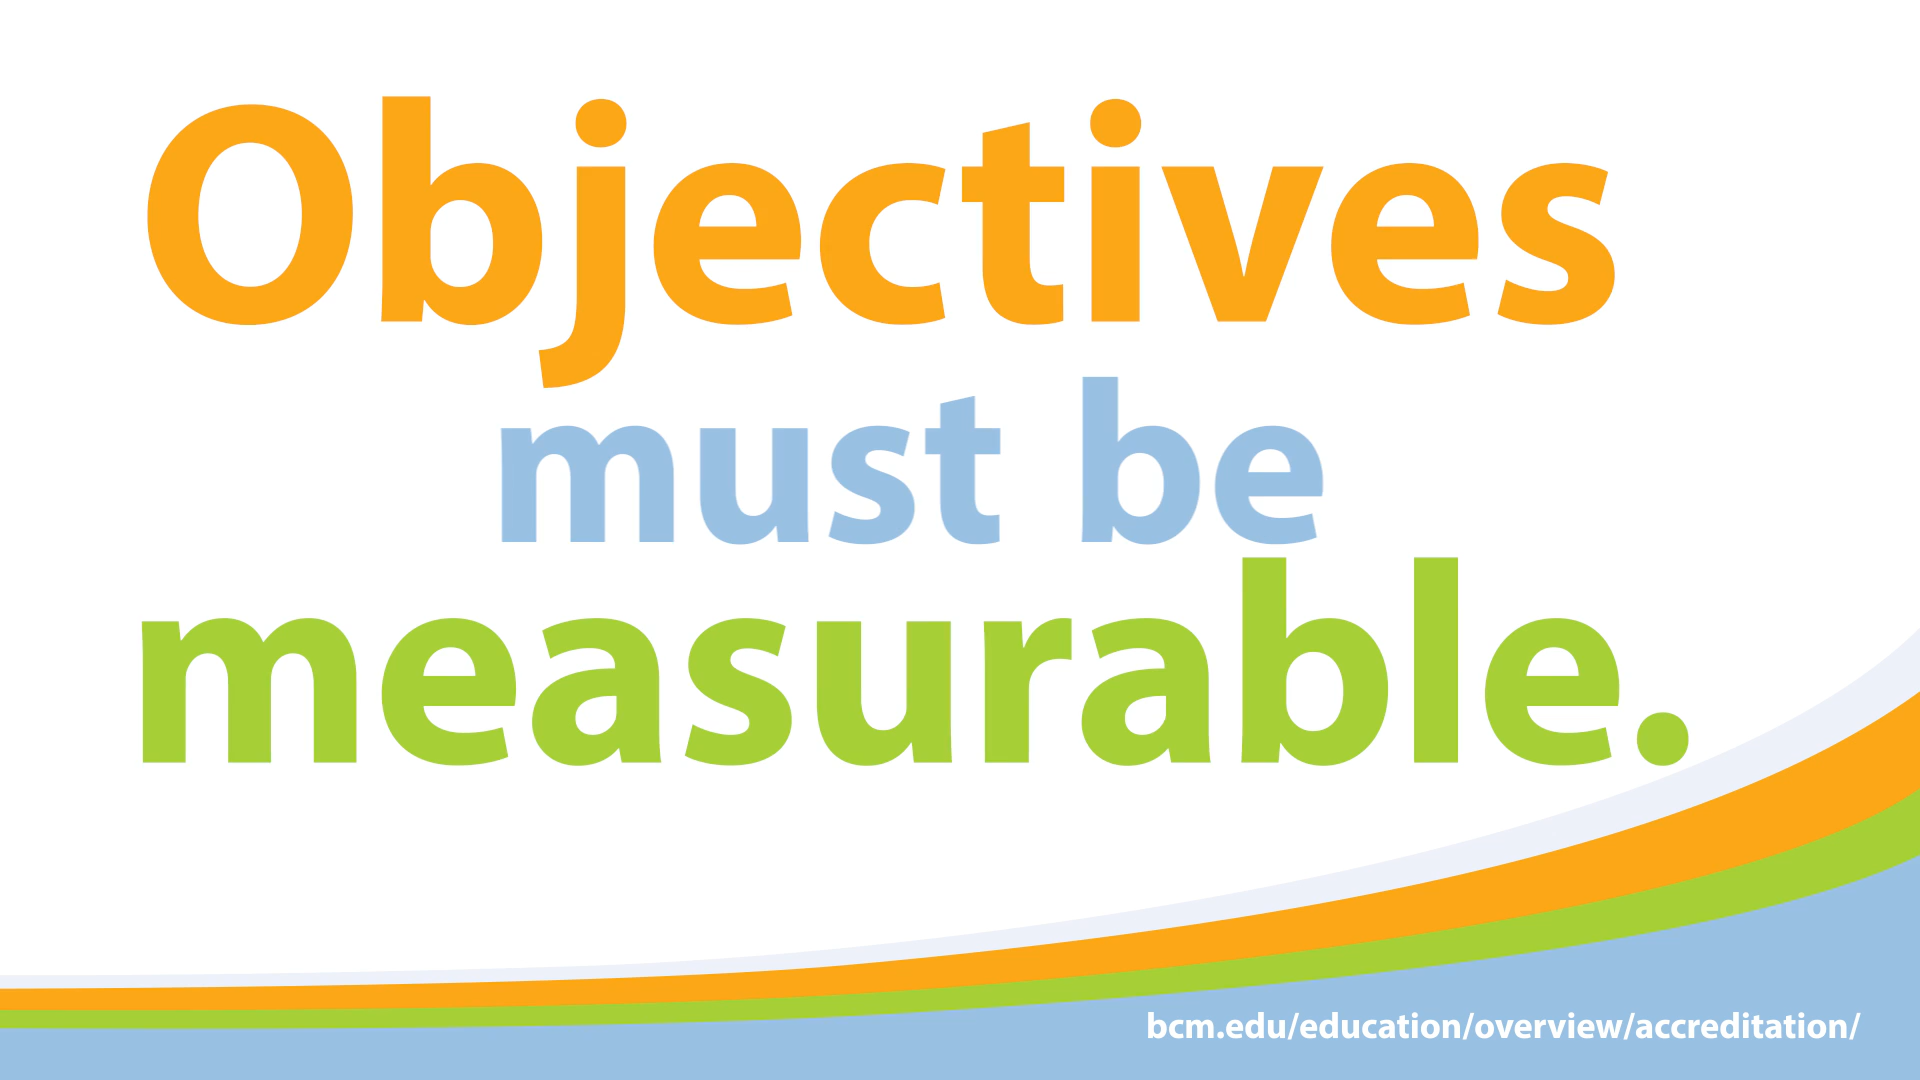 Objectives
must be
measurable.
bcm.edu/education/overview/accreditation/